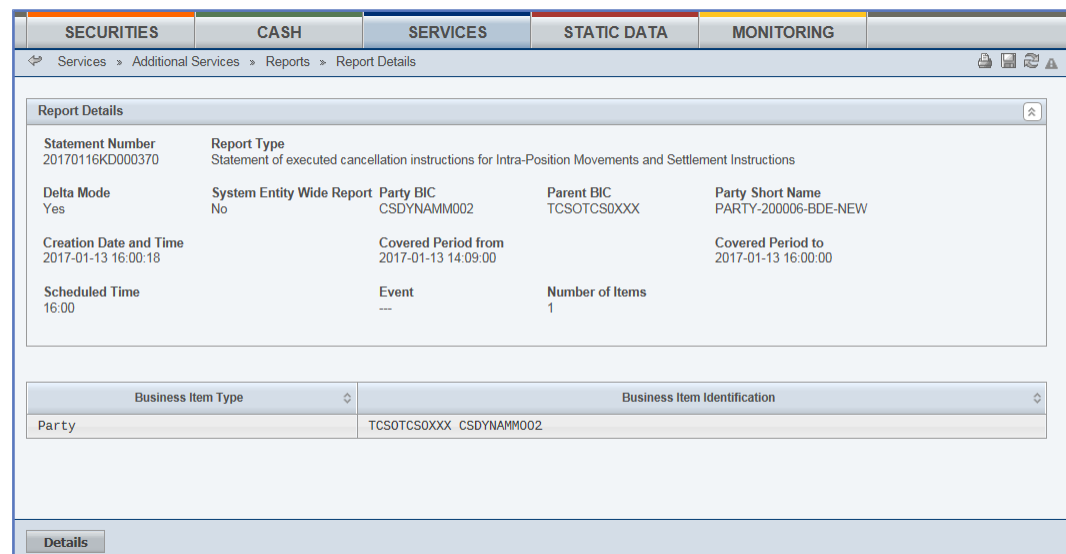 SECURITIES CASH SERVICES STATIC DATA MONITORING
Services » Additional Services » Reports » Report Details
Report Details
Statement Number Report Type
20170116KD000370 Statement of executed cancellation instructions for Intra-Position Movements and Settlement Instructions
Delta Mode System Entity Wide Report Party BIC Parent BIC Party Short Name
Yes No CSDYNAMM002 TCSOTCS0XXX PARTY-200006-BDE-NEW
Creation Date and Time Covered Period from Covered Period to
2017-01-13 16:00:18 2017-01-13 14:09:00 2017-01-13 16:00:00
Scheduled Time Event Number of Items
16:00 --- 1
Business Item Type Business Item Identification
Party TCSOTCS0XXX CSDYNAMM002
Details